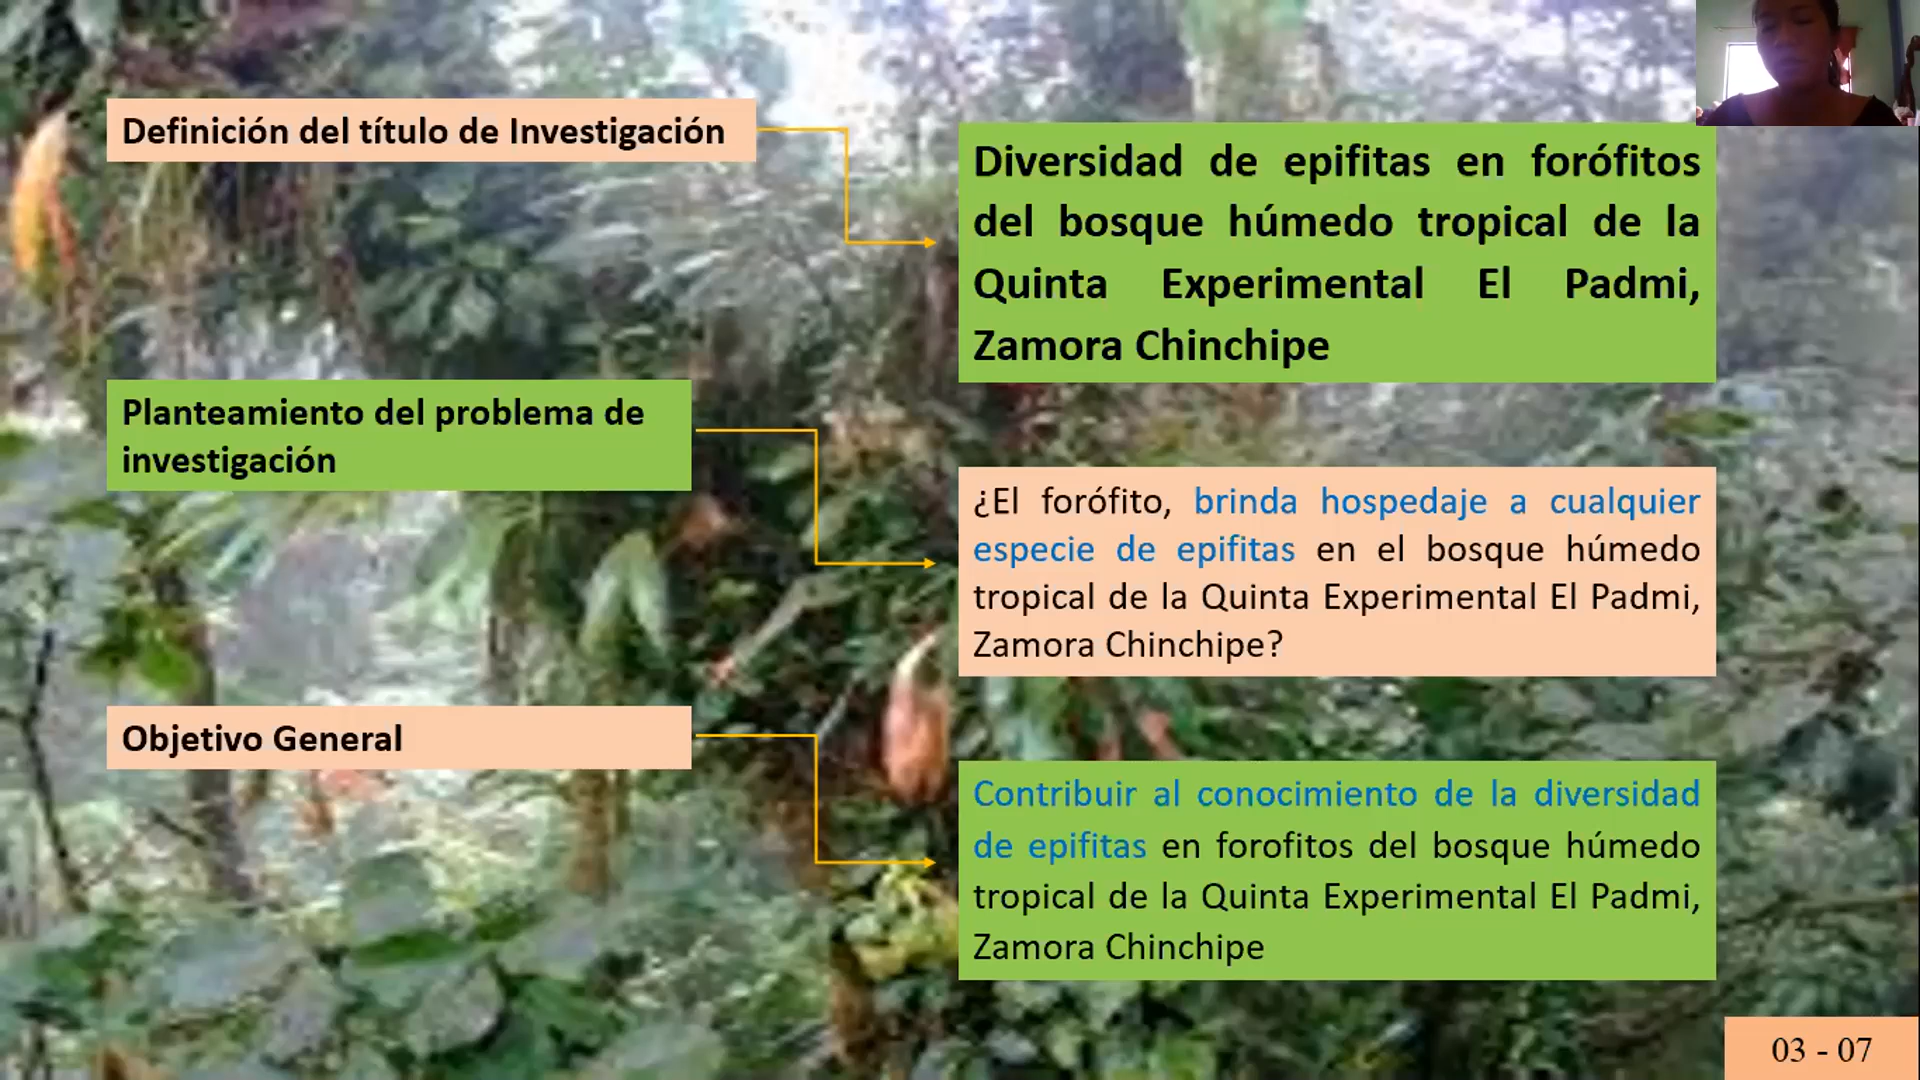 Definición del título de Investigación
Diversidad de epifitas en forófitos
del bosque húmedo tropical de la
Quinta Experimental El Padmi,
Zamora Chinchipe
Planteamiento del problema de
investigación
¿El forófito, brinda hospedaje a cualquier
especie de epifitas en el bosque húmedo
tropical de la Quinta Experimental El Padmi,
Zamora Chinchipe?
Objetivo General
Contribuir al conocimiento de la diversidad
de epifitas en forofitos del bosque húmedo
tropical de la Quinta Experimental El Padmi,
Zamora Chinchipe
03 - 07